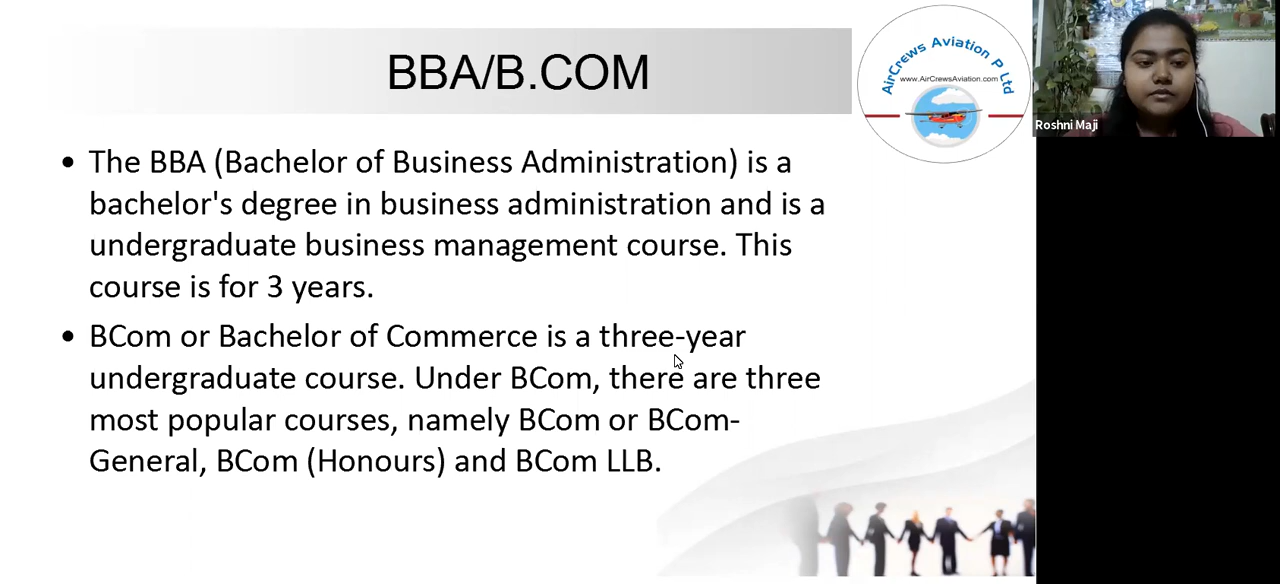 BBA/B.COM
AirCrews Aviation P Ltd
www.AirCrewsAviation.com
Roshni Maji
• The BBA (Bachelor of Business Administration) is a
bachelor's degree in business administration and is a
undergraduate business management course. This
course is for 3 years.
• BCom or Bachelor of Commerce is a three-year
undergraduate course. Under BCom, there are three
most popular courses, namely BCom or BCom-
General, BCom (Honours) and BCom LLB.